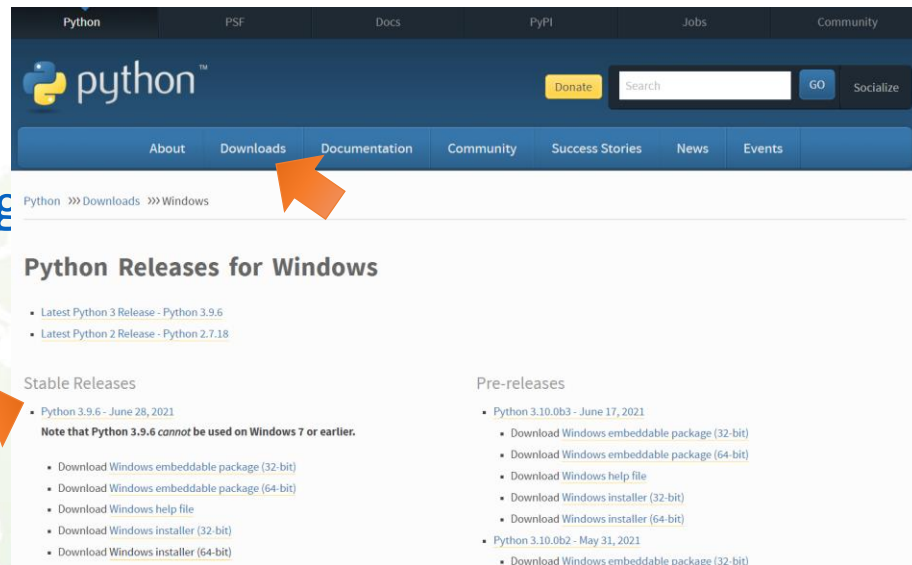 Python PSF Docs PyPI Jobs Community
python™
Donate Search GO Socialize
About Downloads Documentation Community Success Stories News Events
g
Python >>> Downloads >>> Windows
Python Releases for Windows
Latest Python 3 Release - Python 3.9.6
Latest Python 2 Release - Python 2.7.18
Stable Releases
Python 3.9.6 - June 28, 2021
Note that Python 3.9.6 cannot be used on Windows 7 or earlier.
Download Windows embeddable package (32-bit)
Download Windows embeddable package (64-bit)
Download Windows help file
Download Windows installer (32-bit)
Download Windows installer (64-bit)
Pre-releases
Python 3.10.0b3 - June 17, 2021
Download Windows embeddable package (32-bit)
Download Windows embeddable package (64-bit)
Download Windows help file
Download Windows installer (32-bit)
Download Windows installer (64-bit)
Python 3.10.0b2 - May 31, 2021
Download Windows embeddable package (32-bit)